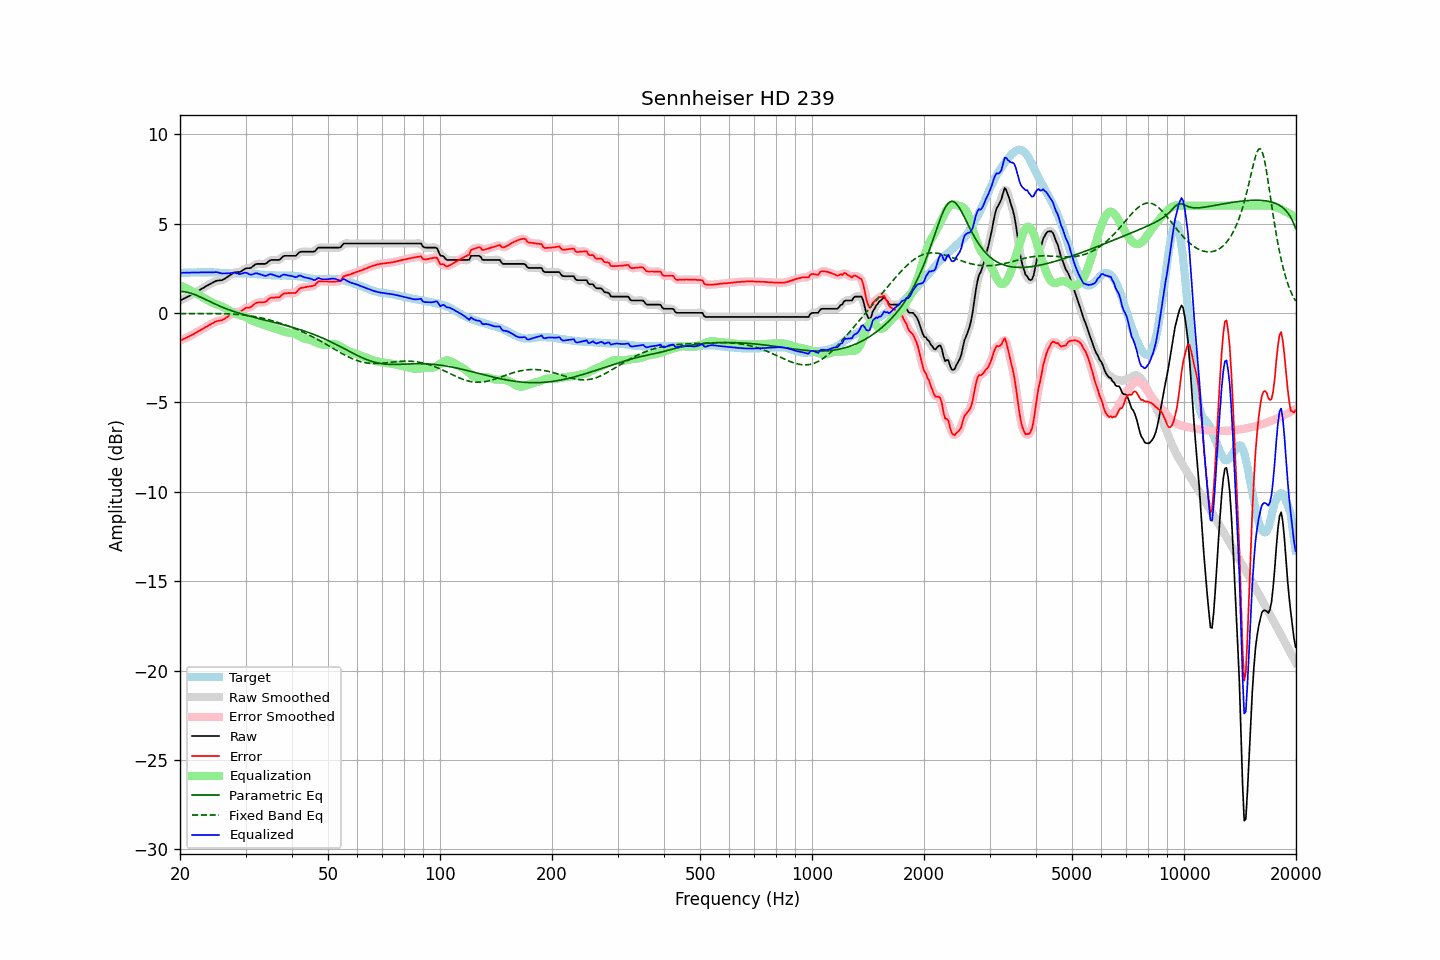 Sennheiser HD 239
Amplitude (dBr)
10
5
0
−5
−10
−15
−20
−25
−30
Target
Raw Smoothed
Error Smoothed
Raw
Error
Equalization
Parametric Eq
Fixed Band Eq
Equalized
20 50 100 200 500 1000 2000 5000 10000 20000
Frequency (Hz)